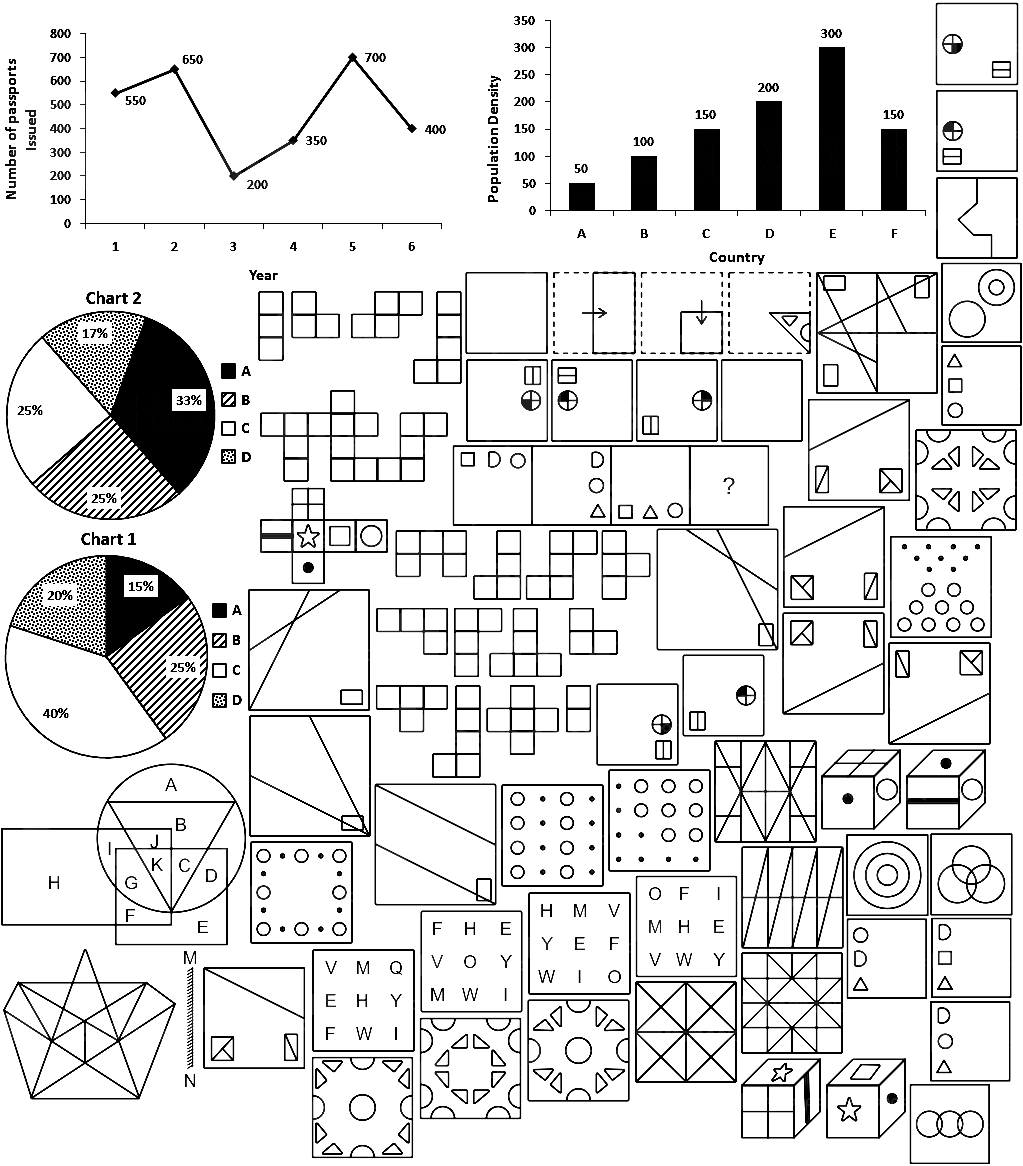 800
700
600
500
400
300
200
100
0
Number of passports
Issued
550
650
200
350
700
400
1 2 3 4 5 6
Year
350
300
250
200
150
100
50
0
Population Density
50
100
150
200
300
150
A B C D E F
Country
Chart 2
17%
33%
25%
25%
A
B
C
D
?
Chart 1
15%
20%
25%
40%
A
B
C
D
A
B
I
J
K C
H
G
D
F
E
M
N
V M Q
E H Y
F W I
F H E
V O Y
M W I
H M V
Y E F
W I O
O F I
M H E
V W Y